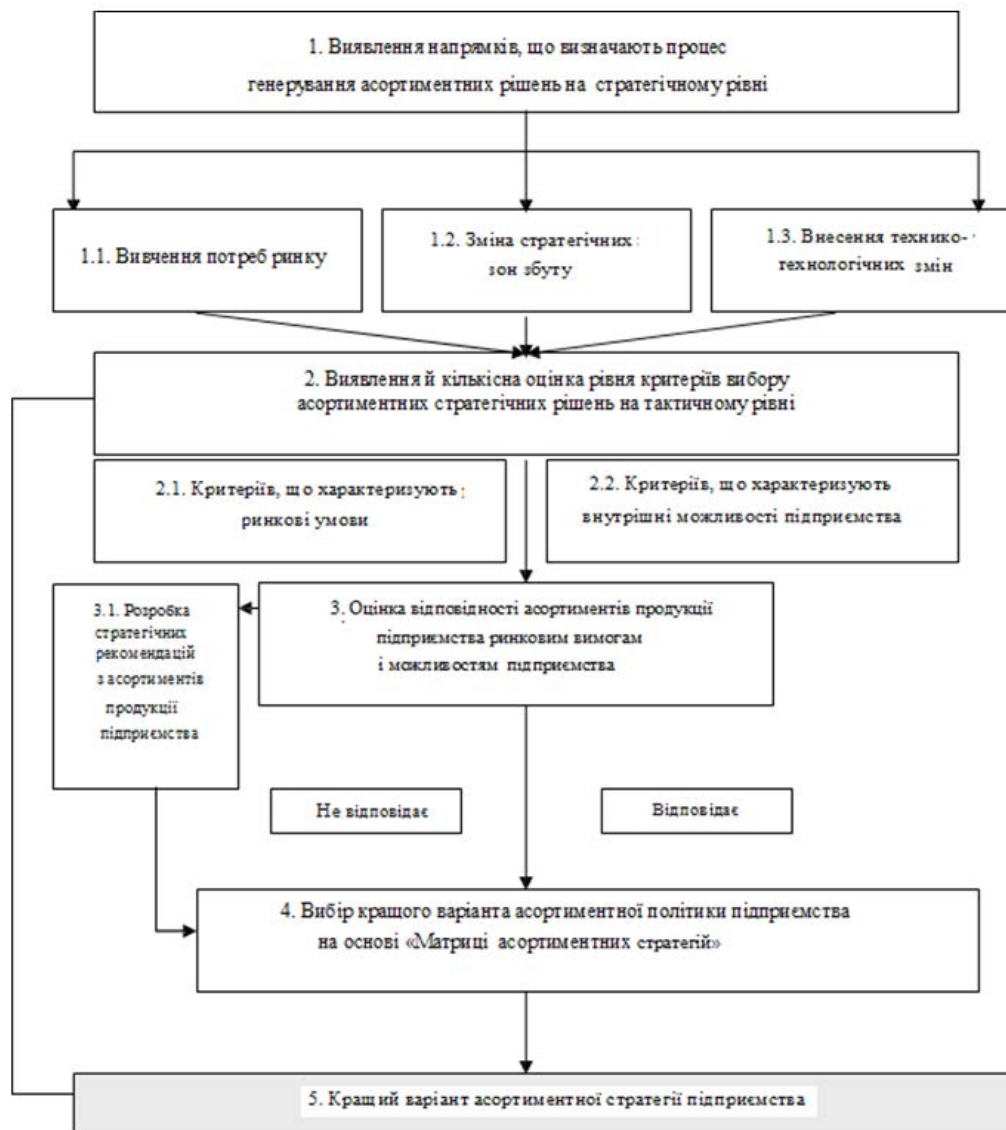 1. Виявлення напрямків, що визначають процес
генерування асортиментних рішень на стратегічному рівні
1.1. Вивчення потреб ринку
1.2. Зміна стратегічних
зон збуту
1.3. Внесення технико-
технологічних змін
2. Виявлення й кількісна оцінка рівня критеріїв вибору
асортиментних стратегічних рішень на тактичному рівні
2.1. Критеріїв, що характеризують
ринкові умови
2.2. Критеріїв, що характеризують
внутрішні можливості підприємства
3.1. Розробка
стратегічних
рекомендацій
з асортиментів
продукції
підприємства
3. Оцінка відповідності асортиментів продукції
підприємства ринковим вимогам
і можливостям підприємства
Не відповідає
Відповідає
4. Вибір кращого варіанта асортиментної політики підприємства
на основі «Матриці асортиментних стратегій»
5. Кращий варіант асортиментної стратегії підприємства